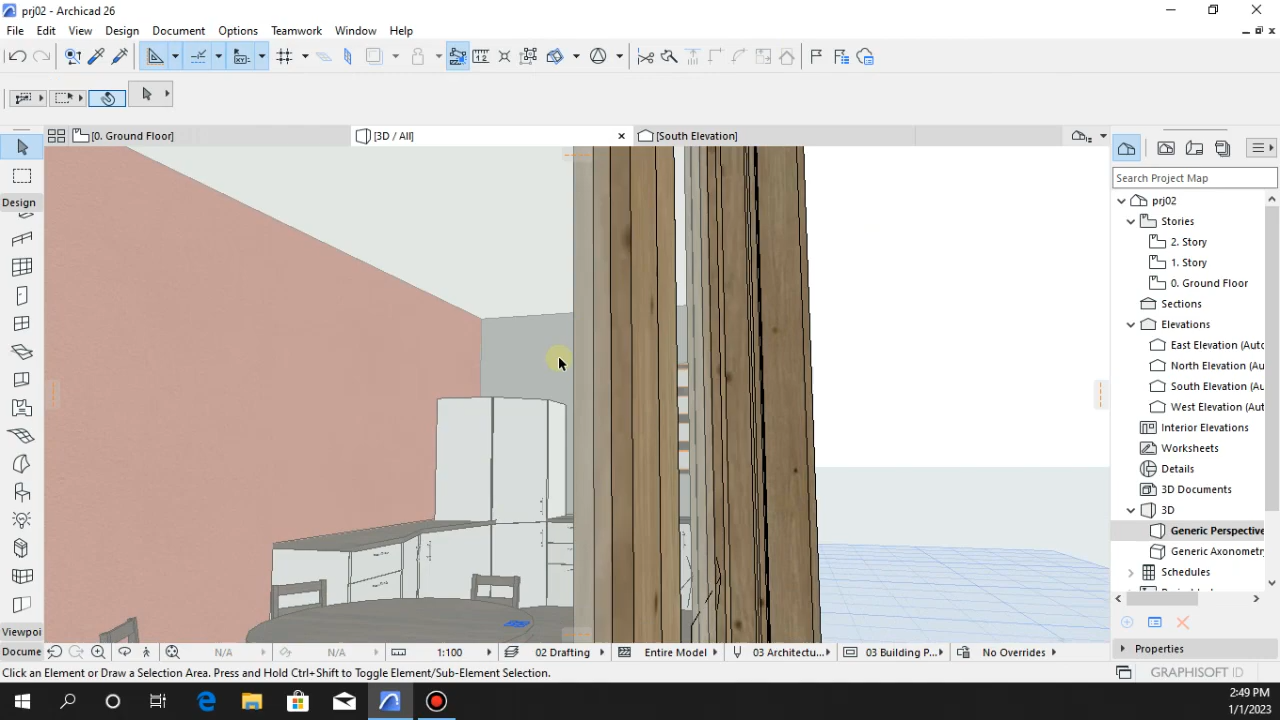 prj02 - Archicad 26
File Edit View Design Document Options Teamwork Window Help
[0. Ground Floor]
[3D / All]
[South Elevation]
Search Project Map
Design
prj02
Stories
2. Story
1. Story
0. Ground Floor
Sections
Elevations
East Elevation (Auto
North Elevation (Au
South Elevation (Au
West Elevation (Aut
Interior Elevations
Worksheets
Details
3D Documents
3D
Generic Perspective
Generic Axonometr
Schedules
Viewpoi
Docume
N/A
N/A
1:100
02 Drafting
Entire Model
03 Architectu...
03 Building P...
No Overrides
Properties
Click an Element or Draw a Selection Area. Press and Hold Ctrl+Shift to Toggle Element/Sub-Element Selection.
GRAPHISOFT ID
2:49 PM
1/1/2023